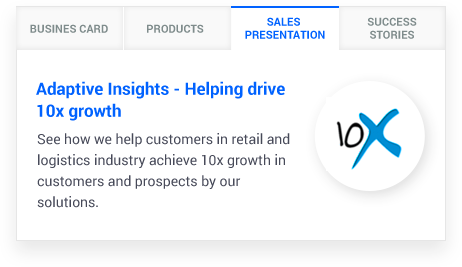 BUSINES CARD
PRODUCTS
SALES
PRESENTATION
SUCCESS
STORIES
Adaptive Insights - Helping drive
10x growth
See how we help customers in retail and
logistics industry achieve 10x growth in
customers and prospects by our
solutions.
10X